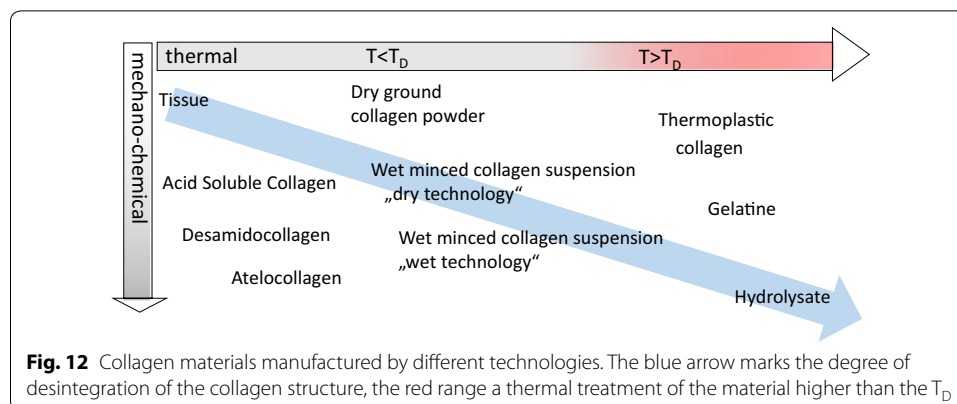 thermal T<T_D T>T_D
mechano-chemical
Tissue
Dry ground
collagen powder
Thermoplastic
collagen
Acid Soluble Collagen
Wet minced collagen suspension
„dry technology“
Gelatine
Desamidocollagen
Wet minced collagen suspension
„wet technology“
Atelocollagen
Hydrolysate
Fig. 12 Collagen materials manufactured by different technologies. The blue arrow marks the degree of
desintegration of the collagen structure, the red range a thermal treatment of the material higher than the T_D